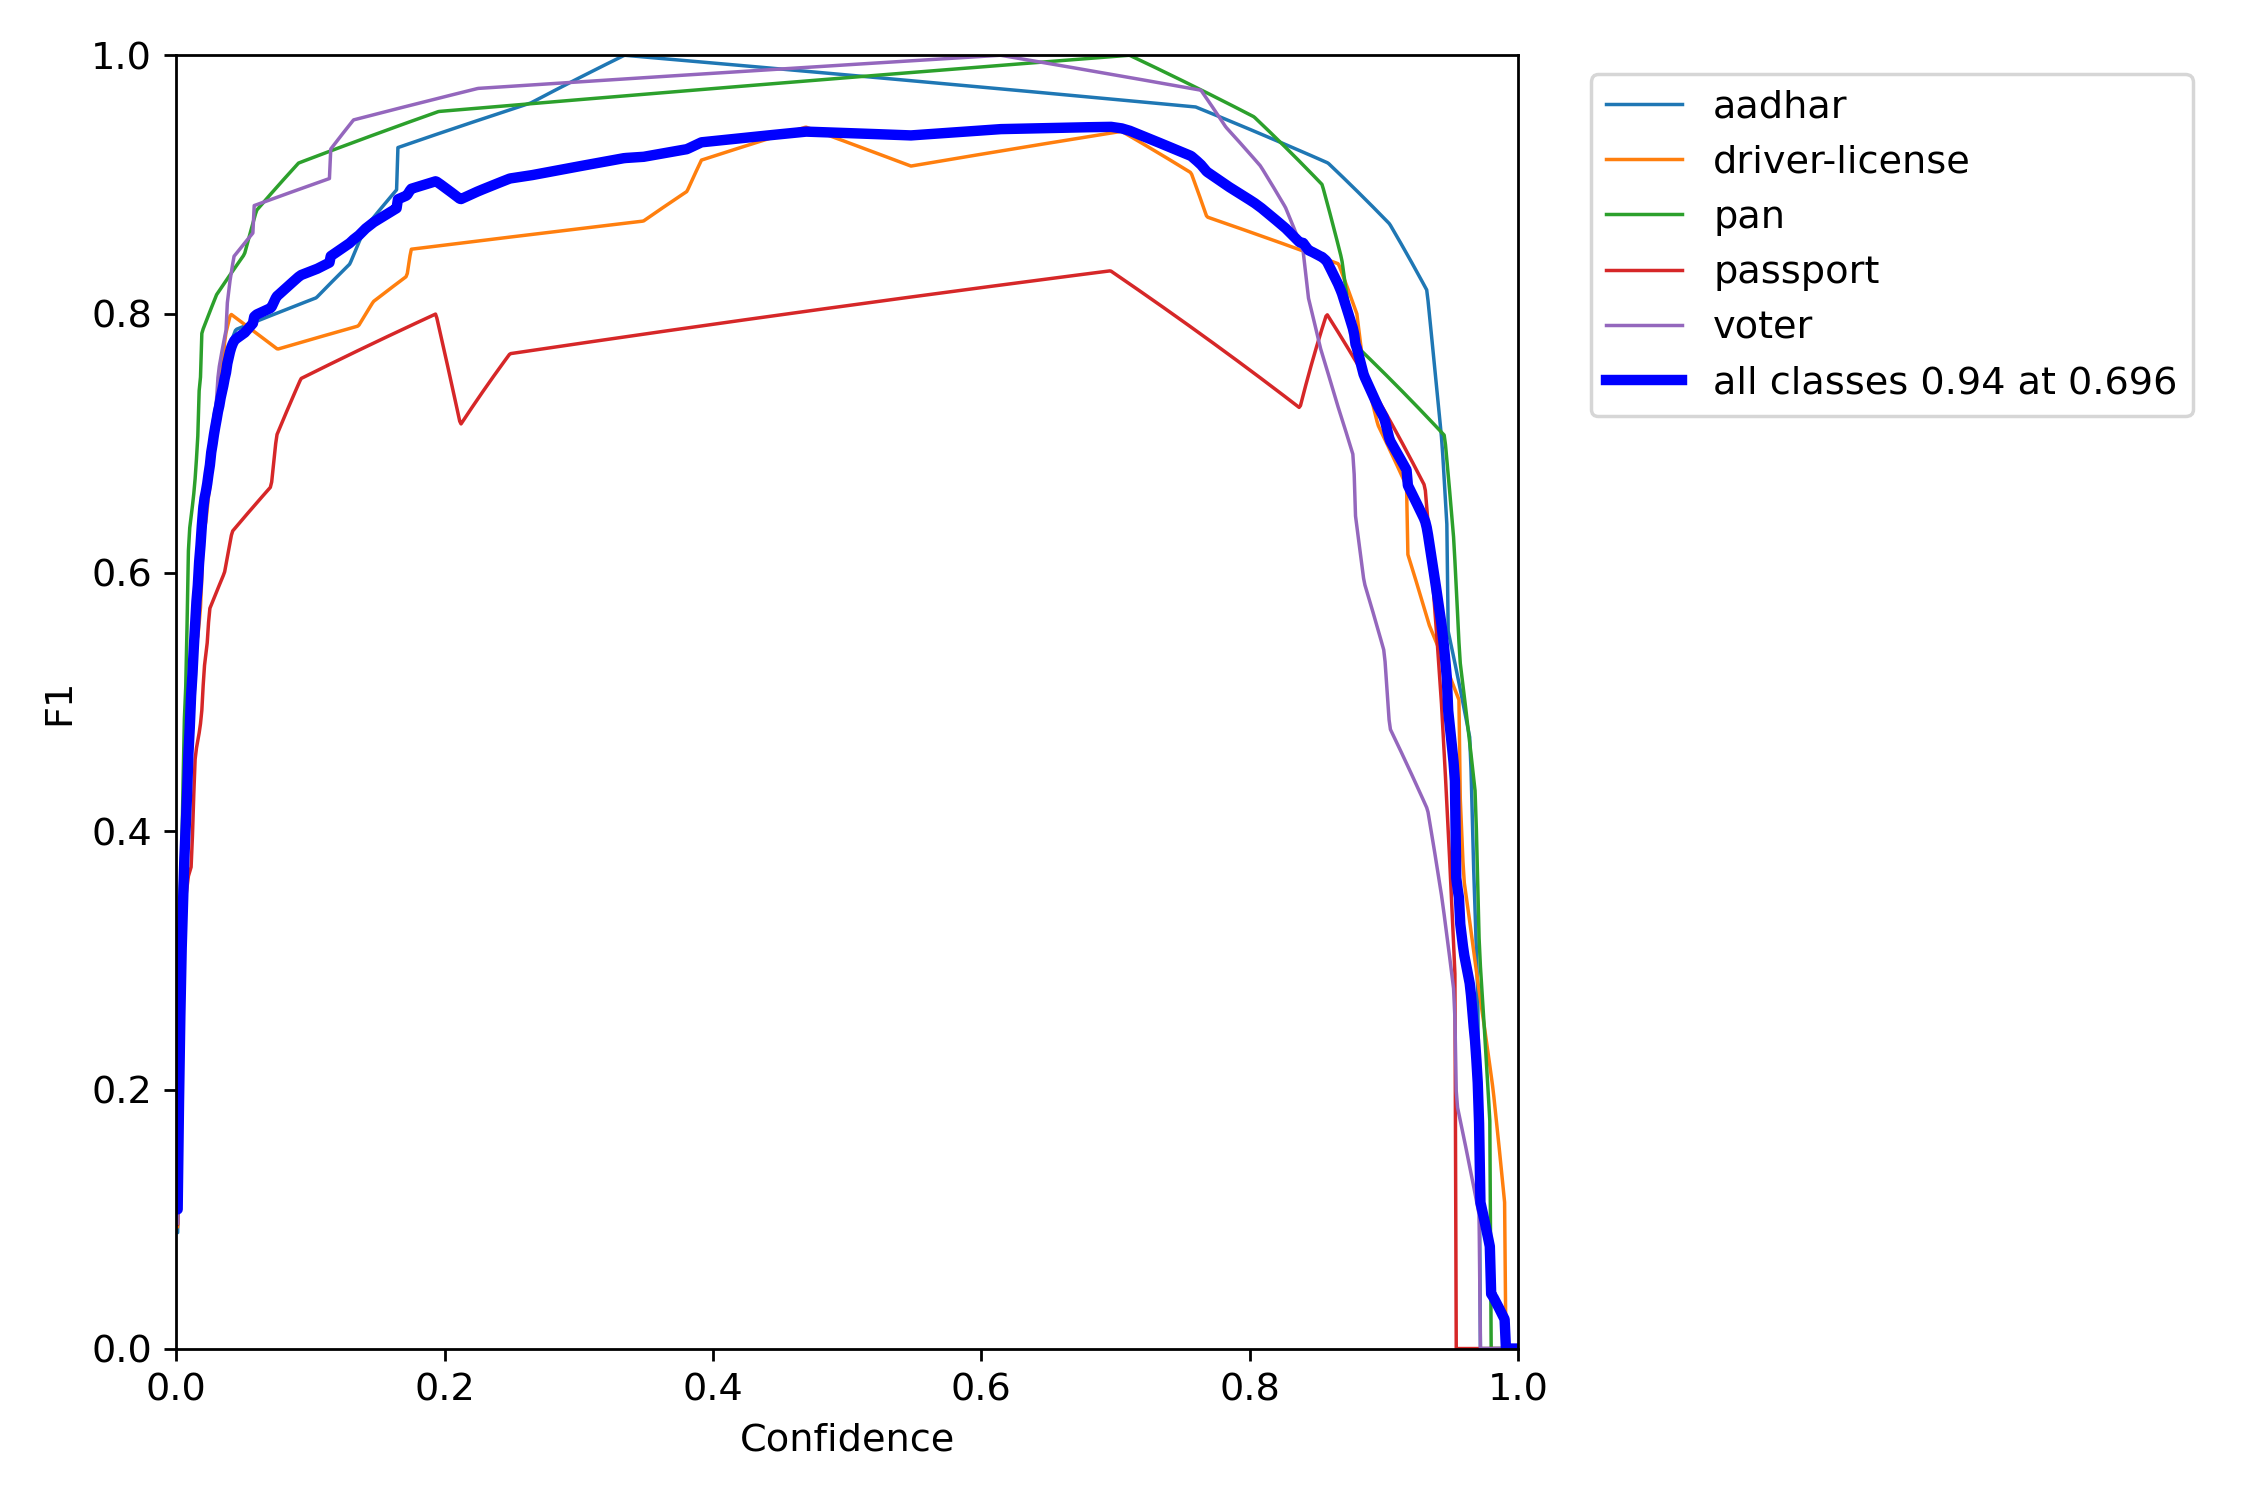 1.0
0.8
0.6
0.4
0.2
0.0
F1
0.0 0.2 0.4 0.6 0.8 1.0
Confidence
aadhar
driver-license
pan
passport
voter
all classes 0.94 at 0.696